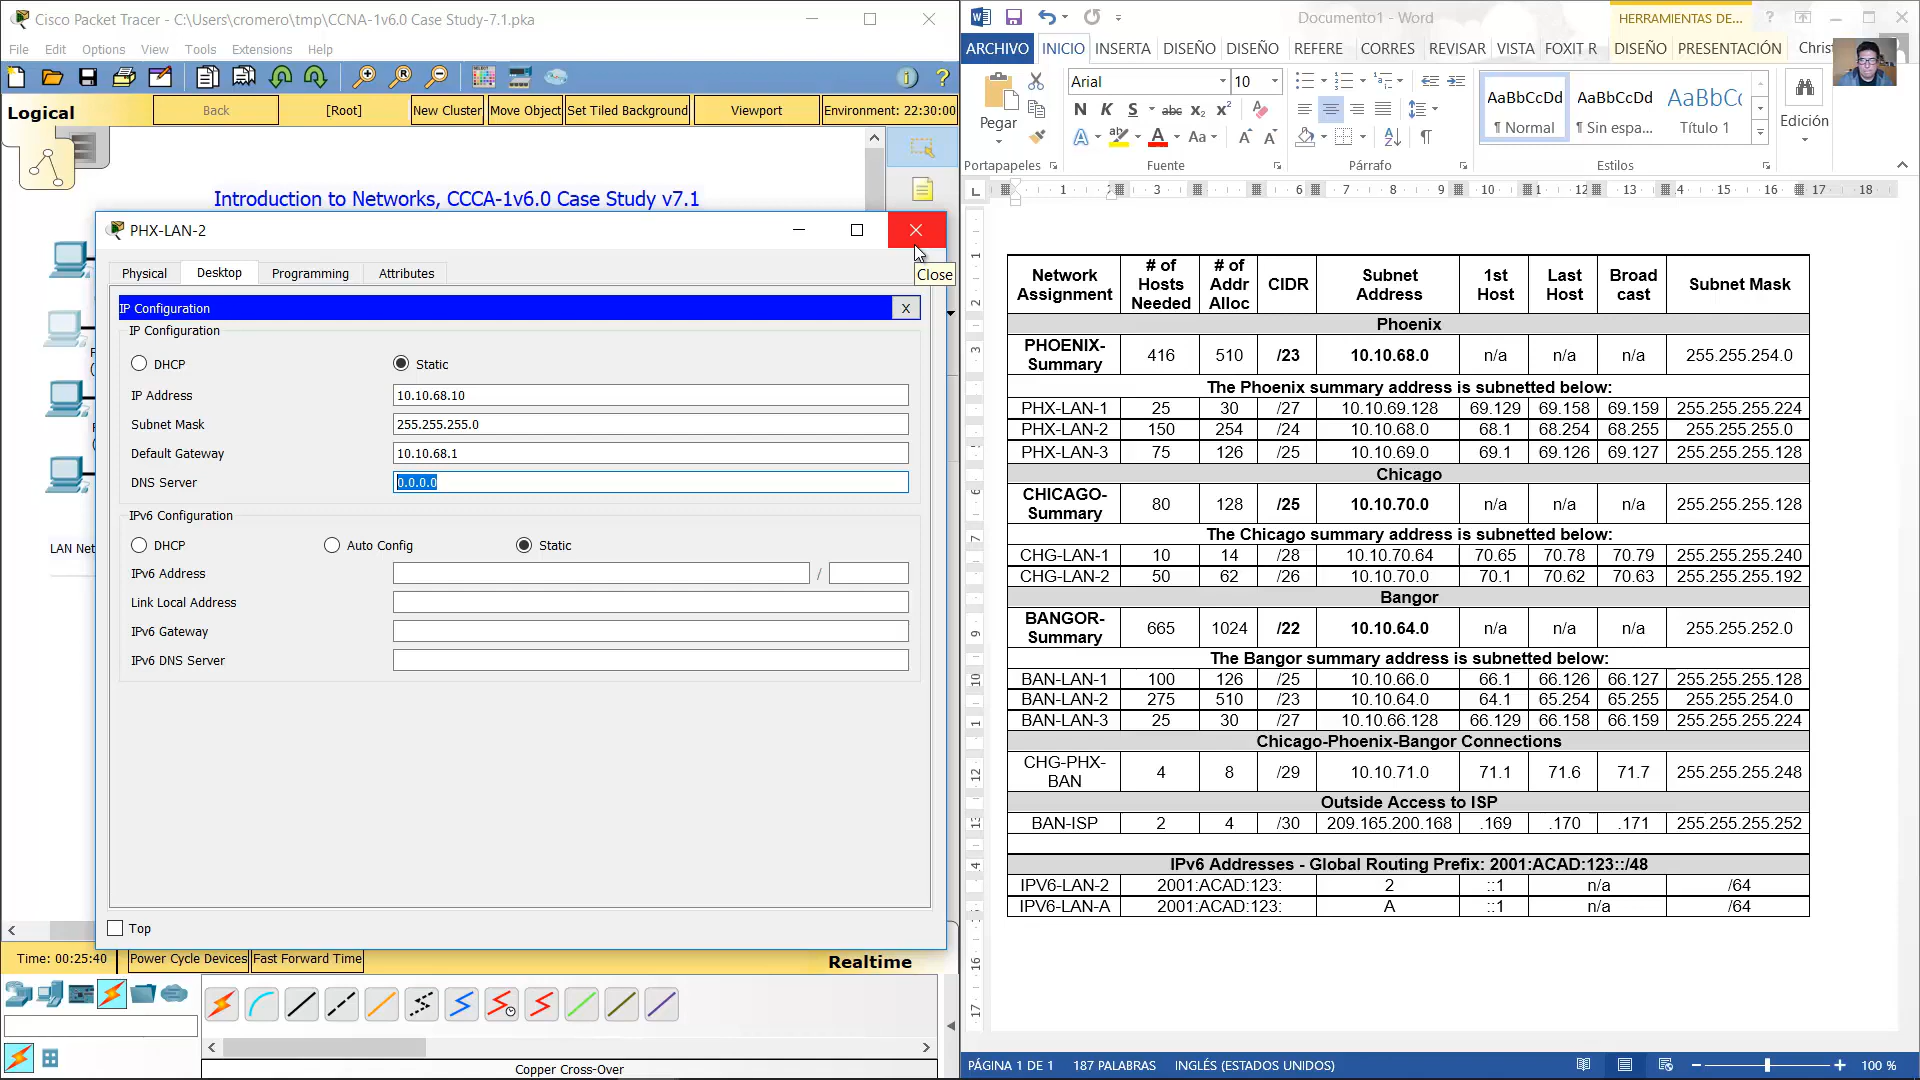 Cisco Packet Tracer - C:\Users\cromero\tmp\CCNA-1v6.0 Case Study-7.1.pka
File Edit Options View Tools Extensions Help
Logical
Back
[Root]
New Cluster
Move Object
Set Tiled Background
Viewport
Environment: 22:30:00
Introduction to Networks, CCCA-1v6.0 Case Study v7.1
PHX-LAN-2
Close
Physical Desktop Programming Attributes
IP Configuration
X
IP Configuration
DHCP Static
IP Address 10.10.68.10
Subnet Mask 255.255.255.0
Default Gateway 10.10.68.1
DNS Server 0.0.0.0
IPv6 Configuration
DHCP Auto Config Static
IPv6 Address /
Link Local Address
IPv6 Gateway
IPv6 DNS Server
LAN Net
Top
Time: 00:25:40
Power Cycle Devices
Fast Forward Time
Realtime
Copper Cross-Over
Documento1 - Word
HERRAMIENTAS DE...
ARCHIVO INICIO INSERTA DISEÑO DISEÑO REFERE CORRES REVISAR VISTA FOXIT R DISEÑO PRESENTACIÓN Christ
Pegar
Arial 10
N K S abc x₂ x²
Aa
AaBbCcDd AaBbCcDd AaBbCc
¶ Normal ¶ Sin espa... Título 1
Edición
Portapapeles Fuente Párrafo Estilos
1 3 6 7 8 9 10 1 12 13 4 15 16 17 18
Network Assignment # of Hosts Needed # of Addr Alloc CIDR Subnet Address 1st Host Last Host Broad cast Subnet Mask
Phoenix
PHOENIX-Summary 416 510 /23 10.10.68.0 n/a n/a n/a 255.255.254.0
The Phoenix summary address is subnetted below:
PHX-LAN-1 25 30 /27 10.10.69.128 69.129 69.158 69.159 255.255.255.224
PHX-LAN-2 150 254 /24 10.10.68.0 68.1 68.254 68.255 255.255.255.0
PHX-LAN-3 75 126 /25 10.10.69.0 69.1 69.126 69.127 255.255.255.128
Chicago
CHICAGO-Summary 80 128 /25 10.10.70.0 n/a n/a n/a 255.255.255.128
The Chicago summary address is subnetted below:
CHG-LAN-1 10 14 /28 10.10.70.64 70.65 70.78 70.79 255.255.255.240
CHG-LAN-2 50 62 /26 10.10.70.0 70.1 70.62 70.63 255.255.255.192
Bangor
BANGOR-Summary 665 1024 /22 10.10.64.0 n/a n/a n/a 255.255.252.0
The Bangor summary address is subnetted below:
BAN-LAN-1 100 126 /25 10.10.66.0 66.1 66.126 66.127 255.255.255.128
BAN-LAN-2 275 510 /23 10.10.64.0 64.1 65.254 65.255 255.255.254.0
BAN-LAN-3 25 30 /27 10.10.66.128 66.129 66.158 66.159 255.255.255.224
Chicago-Phoenix-Bangor Connections
CHG-PHX-BAN 4 8 /29 10.10.71.0 71.1 71.6 71.7 255.255.255.248
Outside Access to ISP
BAN-ISP 2 4 /30 209.165.200.168 .169 .170 .171 255.255.255.252
IPv6 Addresses - Global Routing Prefix: 2001:ACAD:123::/48
IPV6-LAN-2 2001:ACAD:123: 2 ::1 n/a /64
IPV6-LAN-A 2001:ACAD:123: A ::1 n/a /64
PÁGINA 1 DE 1 187 PALABRAS INGLÉS (ESTADOS UNIDOS) 100 %